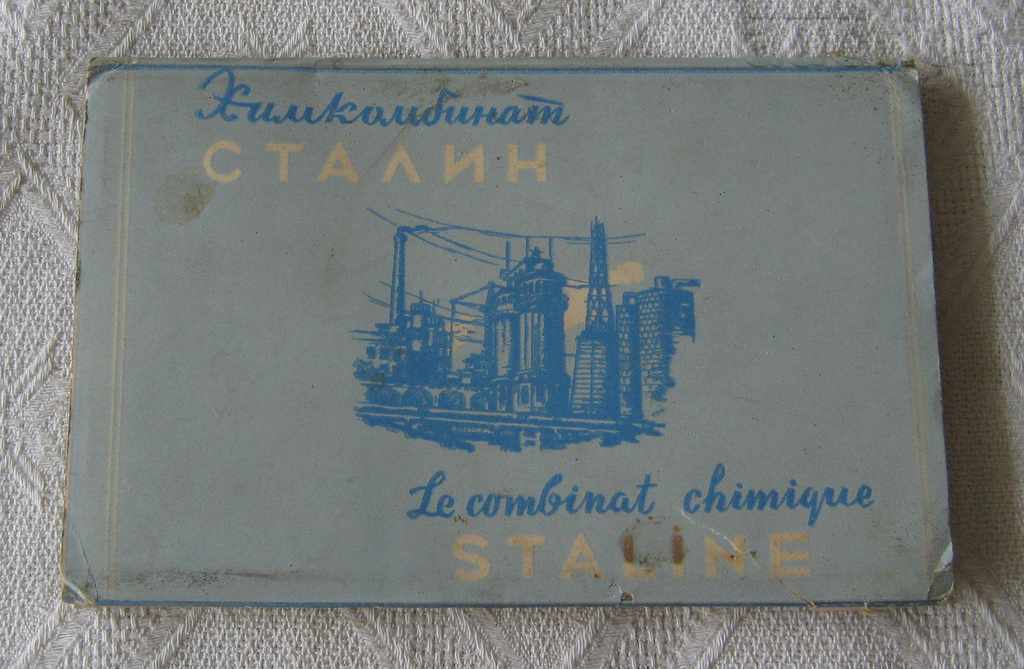 Химкомбинат
СТАЛИН
Le combinat chimique
STALINE